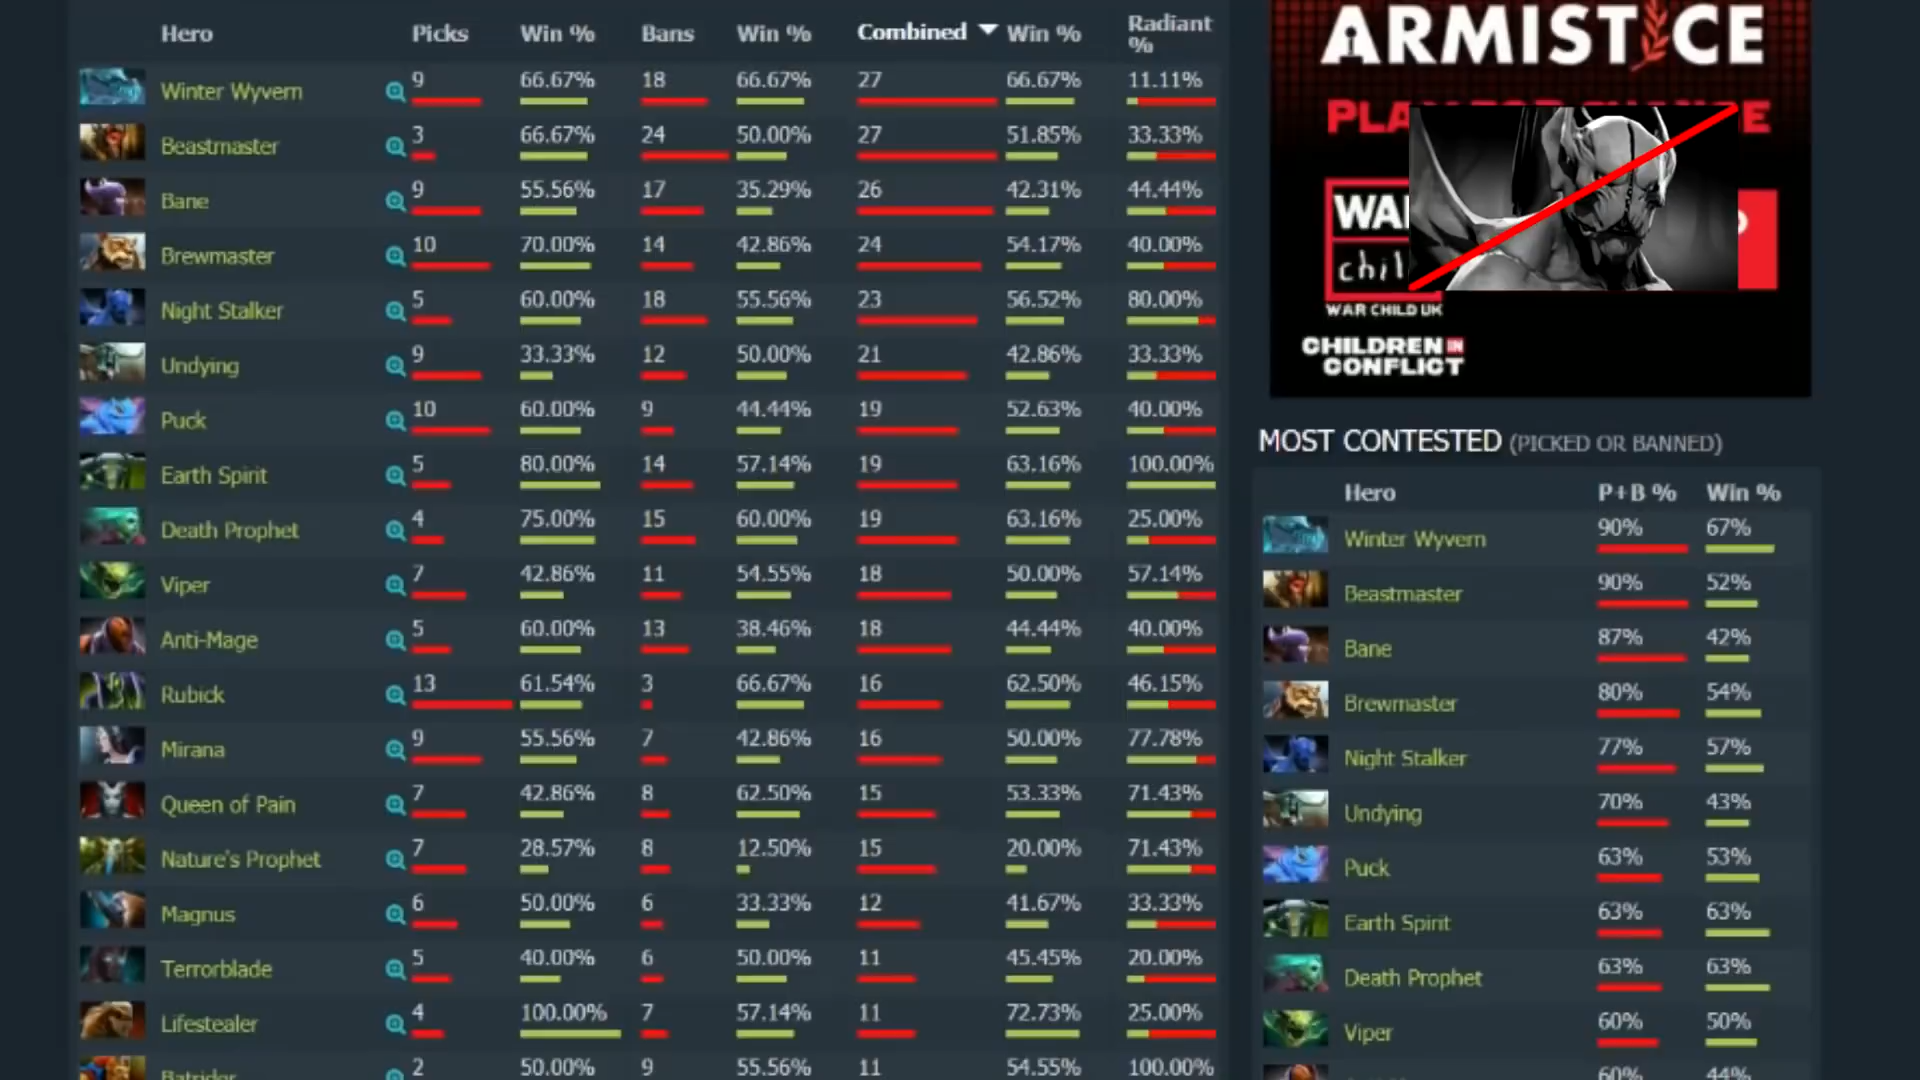 Hero Picks Win % Bans Win % Combined Win % Radiant %
Winter Wyvern 9 66.67% 18 66.67% 27 66.67% 11.11%
Beastmaster 3 66.67% 24 50.00% 27 51.85% 33.33%
Bane 9 55.56% 17 35.29% 26 42.31% 44.44%
Brewmaster 10 70.00% 14 42.86% 24 54.17% 40.00%
Night Stalker 5 60.00% 18 55.56% 23 56.52% 80.00%
Undying 9 33.33% 12 50.00% 21 42.86% 33.33%
Puck 10 60.00% 9 44.44% 19 52.63% 40.00%
Earth Spirit 5 80.00% 14 57.14% 19 63.16% 100.00%
Death Prophet 4 75.00% 15 60.00% 19 63.16% 25.00%
Viper 7 42.86% 11 54.55% 18 50.00% 57.14%
Anti-Mage 5 60.00% 13 38.46% 18 44.44% 40.00%
Rubick 13 61.54% 3 66.67% 16 62.50% 46.15%
Mirana 9 55.56% 7 42.86% 16 50.00% 77.78%
Queen of Pain 7 42.86% 8 62.50% 15 53.33% 71.43%
Nature's Prophet 7 28.57% 8 12.50% 15 20.00% 71.43%
Magnus 6 50.00% 6 33.33% 12 41.67% 33.33%
Terrorblade 5 40.00% 6 50.00% 11 45.45% 20.00%
Lifestealer 4 100.00% 7 57.14% 11 72.73% 25.00%
Batrider 2 50.00% 9 55.56% 11 54.55% 100.00%
ARMISTICE
WAR CHILD UK
CHILDREN IN
CONFLICT
MOST CONTESTED (PICKED OR BANNED)
Hero P+B % Win %
Winter Wyvern 90% 67%
Beastmaster 90% 52%
Bane 87% 42%
Brewmaster 80% 54%
Night Stalker 77% 57%
Undying 70% 43%
Puck 63% 53%
Earth Spirit 63% 63%
Death Prophet 63% 63%
Viper 60% 50%
60% 44%